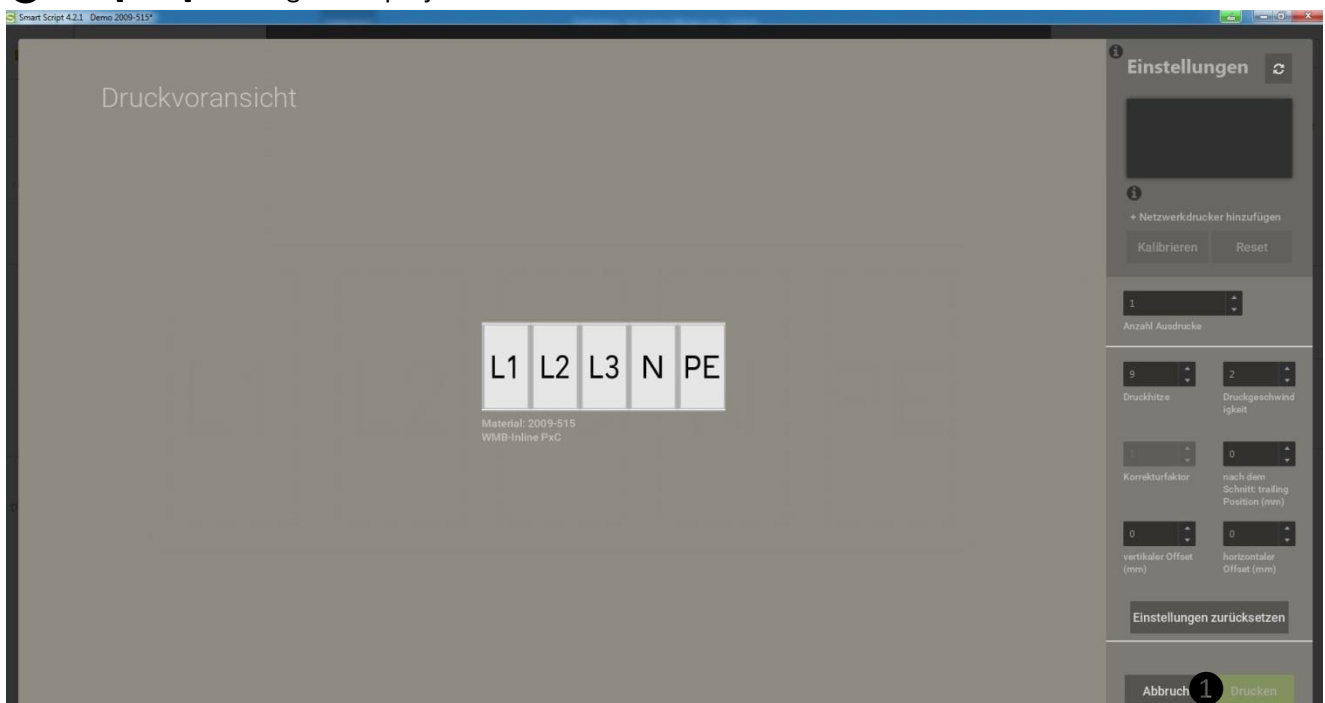 Smart Script 4.2.1 Demo 2009-515*
Druckvoransicht
L1 L2 L3 N PE
Material: 2009-515
WMB-Inline PxC
Einstellungen
+ Netzwerkdrucker hinzufügen
Kalibrieren Reset
1
Anzahl Ausdrucke
9 2
Druckhitze Druckgeschwind
igkeit
0
Korrekturfaktor nach dem
Schnitt: trailing
Position (mm)
0 0
vertikaler Offset horizontaler
(mm) Offset (mm)
Einstellungen zurücksetzen
Abbruch 1 Drucken